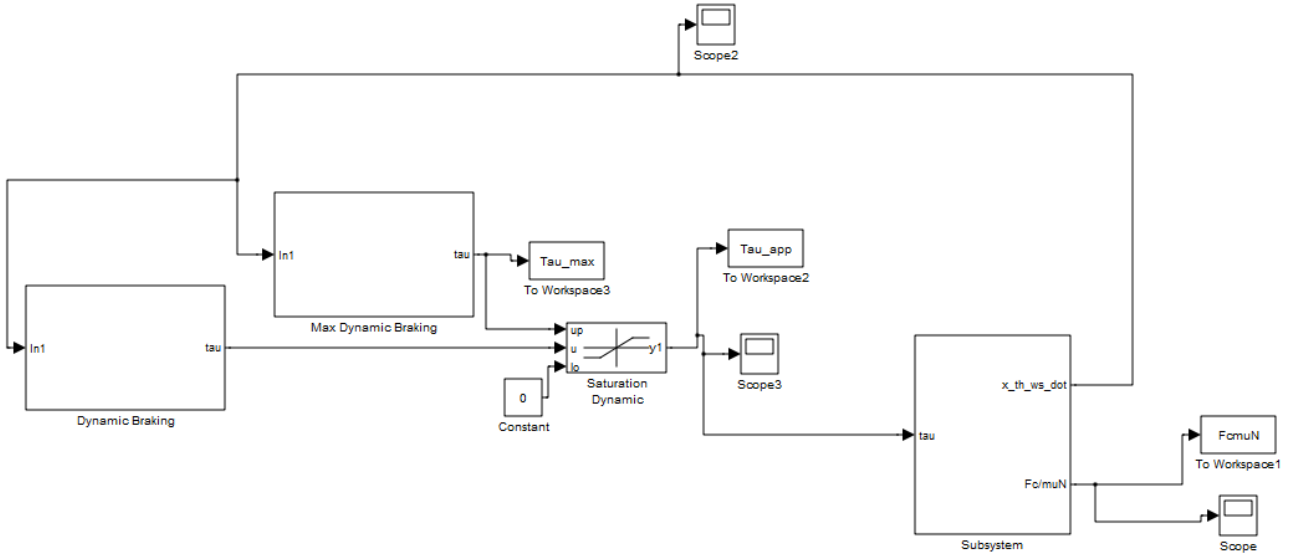 Scope2
In1
tau
Max Dynamic Braking
Tau_max
To Workspace3
Tau_app
To Workspace2
In1
tau
Dynamic Braking
up
u
lo
y1
Saturation
Dynamic
0
Constant
Scope3
tau
x_th_ws_dot
Fc/muN
Subsystem
FcmuN
To Workspace1
Scope